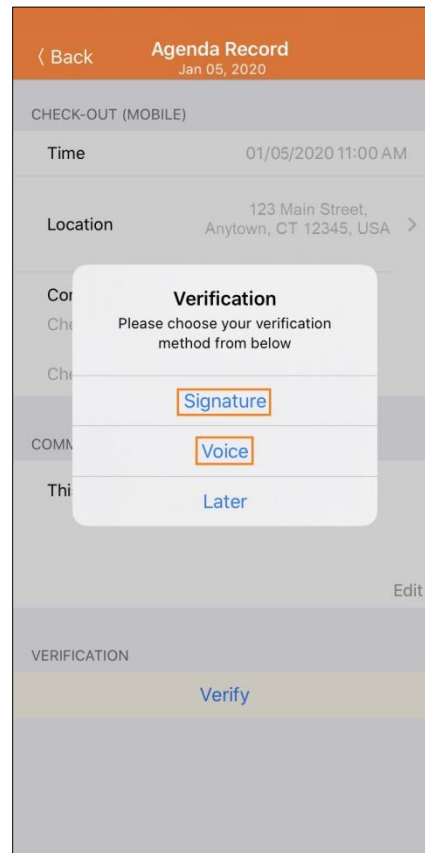 Back
Agenda Record
Jan 05, 2020
CHECK-OUT (MOBILE)
Time 01/05/2020 11:00 AM
Location 123 Main Street,
Anytown, CT 12345, USA
Verification
Please choose your verification
method from below
Signature
Voice
Later
Edit
VERIFICATION
Verify